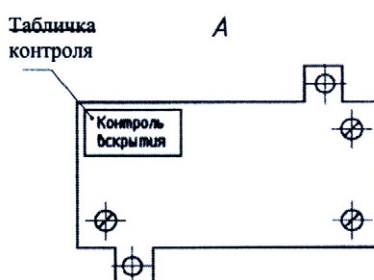 Табличка
контроля
А
Контроль
вскрытия